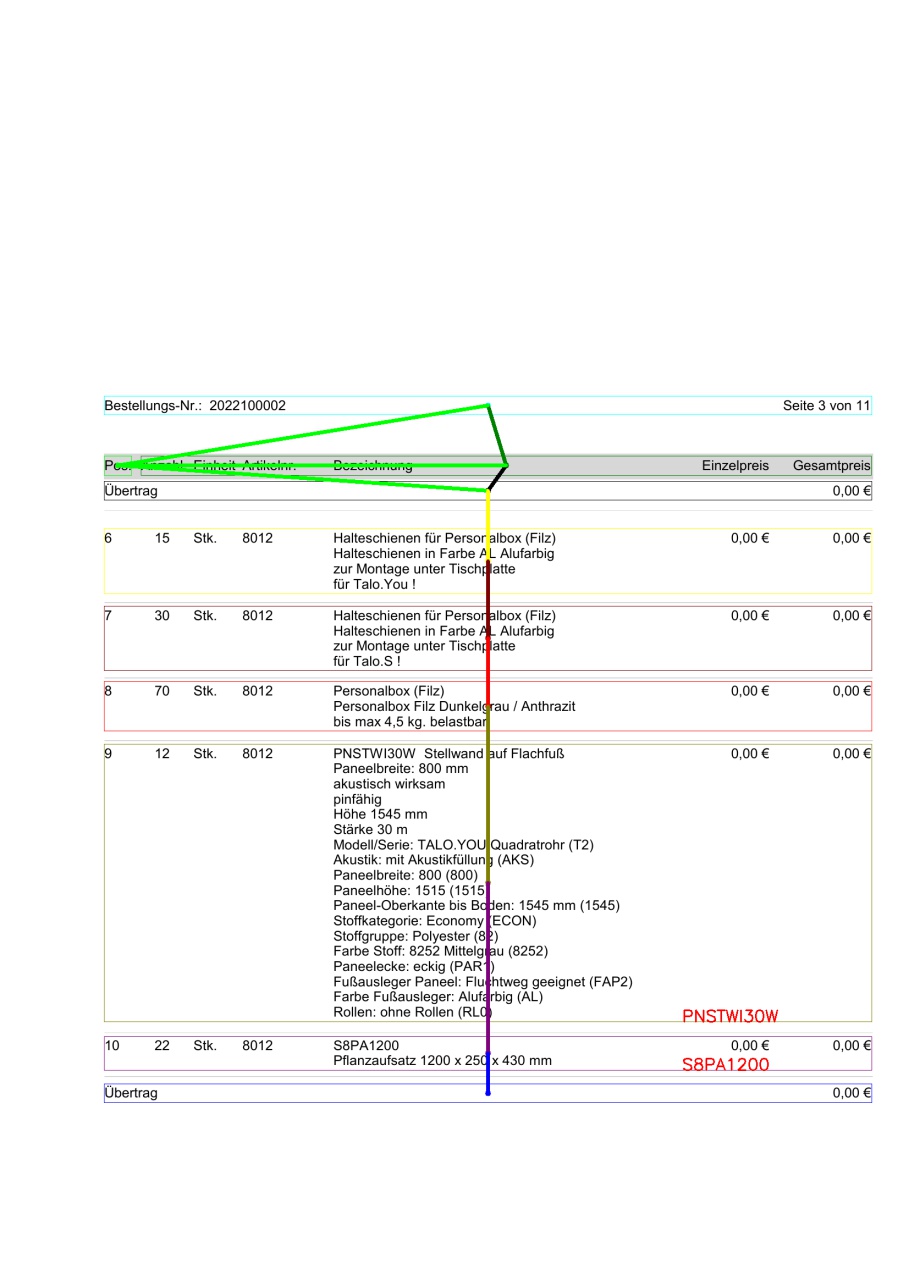 Bestellungs-Nr.: 2022100002 Seite 3 von 11
Pos. Anzahl Einheit Artikelnr. Bezeichnung Einzelpreis Gesamtpreis
Übertrag 0,00 €
6 15 Stk. 8012 Halteschienen für Personalbox (Filz) 0,00 € 0,00 €
Halteschienen in Farbe AL Alufarbig
zur Montage unter Tischplatte
für Talo.You !
7 30 Stk. 8012 Halteschienen für Personalbox (Filz) 0,00 € 0,00 €
Halteschienen in Farbe AL Alufarbig
zur Montage unter Tischplatte
für Talo.S !
8 70 Stk. 8012 Personalbox (Filz) 0,00 € 0,00 €
Personalbox Filz Dunkelgrau / Anthrazit
bis max 4,5 kg. belastbar
9 12 Stk. 8012 PNSTWI30W Stellwand auf Flachfuß 0,00 € 0,00 €
Paneelbreite: 800 mm
akustisch wirksam
pinfähig
Höhe 1545 mm
Stärke 30 m
Modell/Serie: TALO.YOU Quadratrohr (T2)
Akustik: mit Akustikfüllung (AKS)
Paneelbreite: 800 (800)
Paneelhöhe: 1515 (1515)
Paneel-Oberkante bis Boden: 1545 mm (1545)
Stoffkategorie: Economy (ECON)
Stoffgruppe: Polyester (82)
Farbe Stoff: 8252 Mittelgrau (8252)
Paneelecke: eckig (PAR1)
Fußausleger Paneel: Fluchtweg geeignet (FAP2)
Farbe Fußausleger: Alufarbig (AL)
Rollen: ohne Rollen (RL0)
PNSTWI30W
10 22 Stk. 8012 S8PA1200 0,00 € 0,00 €
Pflanzaufsatz 1200 x 250 x 430 mm
S8PA1200
Übertrag 0,00 €